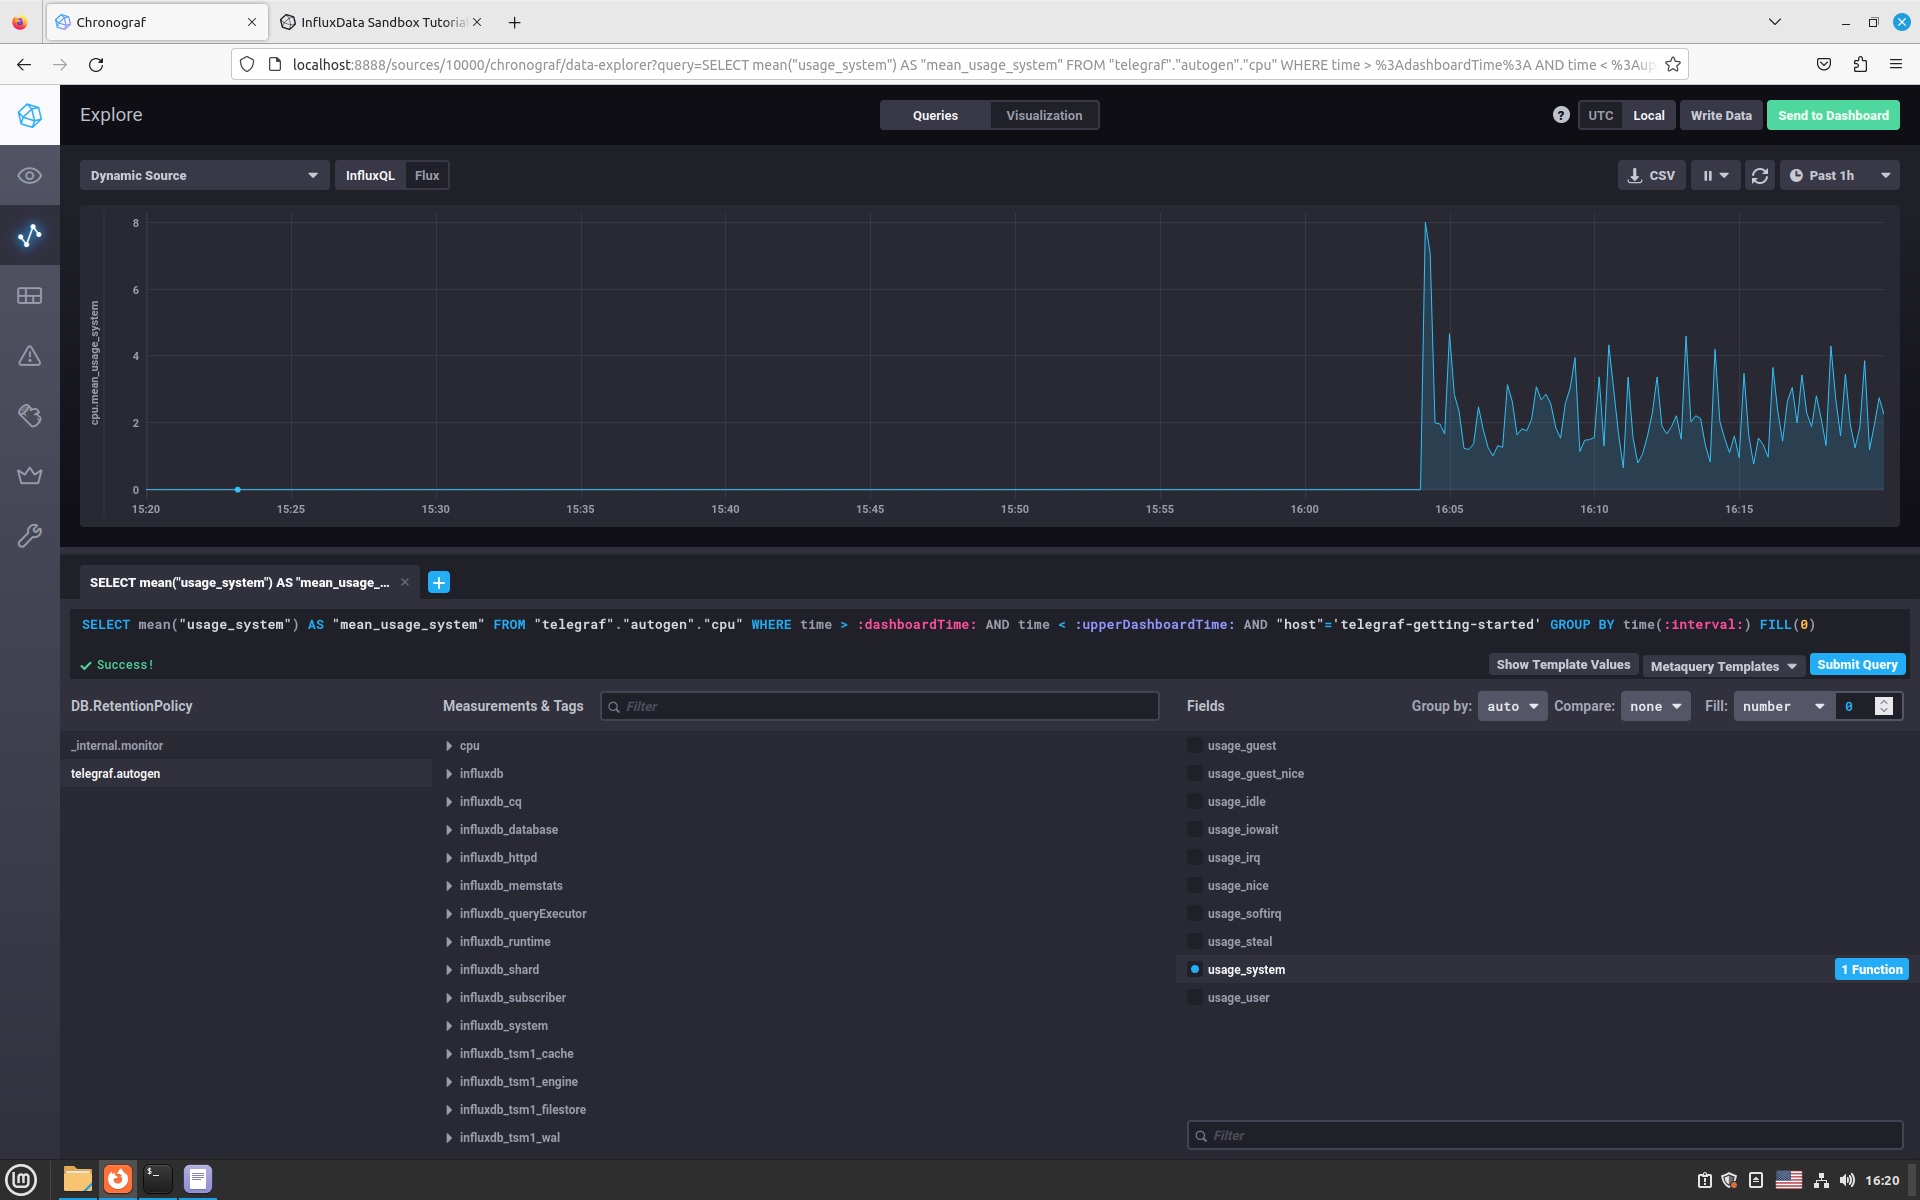 Chronograf
InfluxData Sandbox Tutoria
localhost:8888/sources/10000/chronograf/data-explorer?query=SELECT mean("usage_system") AS "mean_usage_system" FROM "telegraf"."autogen"."cpu" WHERE time > %3AdashboardTime%3A AND time < %3Aup
Explore
Queries
Visualization
?
UTC
Local
Write Data
Send to Dashboard
Dynamic Source
InfluxQL
Flux
CSV
Past 1h
cpu.mean_usage_system
8
6
4
2
0
15:20 15:25 15:30 15:35 15:40 15:45 15:50 15:55 16:00 16:05 16:10 16:15
SELECT mean("usage_system") AS "mean_usage_...
SELECT mean("usage_system") AS "mean_usage_system" FROM "telegraf"."autogen"."cpu" WHERE time > :dashboardTime: AND time < :upperDashboardTime: AND "host"='telegraf-getting-started' GROUP BY time(:interval:) FILL(0)
Success!
Show Template Values
Metaquery Templates
Submit Query
DB.RetentionPolicy
_internal.monitor
telegraf.autogen
Measurements & Tags
Filter
cpu
influxdb
influxdb_cq
influxdb_database
influxdb_httpd
influxdb_memstats
influxdb_queryExecutor
influxdb_runtime
influxdb_shard
influxdb_subscriber
influxdb_system
influxdb_tsm1_cache
influxdb_tsm1_engine
influxdb_tsm1_filestore
influxdb_tsm1_wal
Fields
Group by: auto
Compare: none
Fill: number 0
usage_guest
usage_guest_nice
usage_idle
usage_iowait
usage_irq
usage_nice
usage_softirq
usage_steal
usage_system
1 Function
usage_user
Filter
16:20